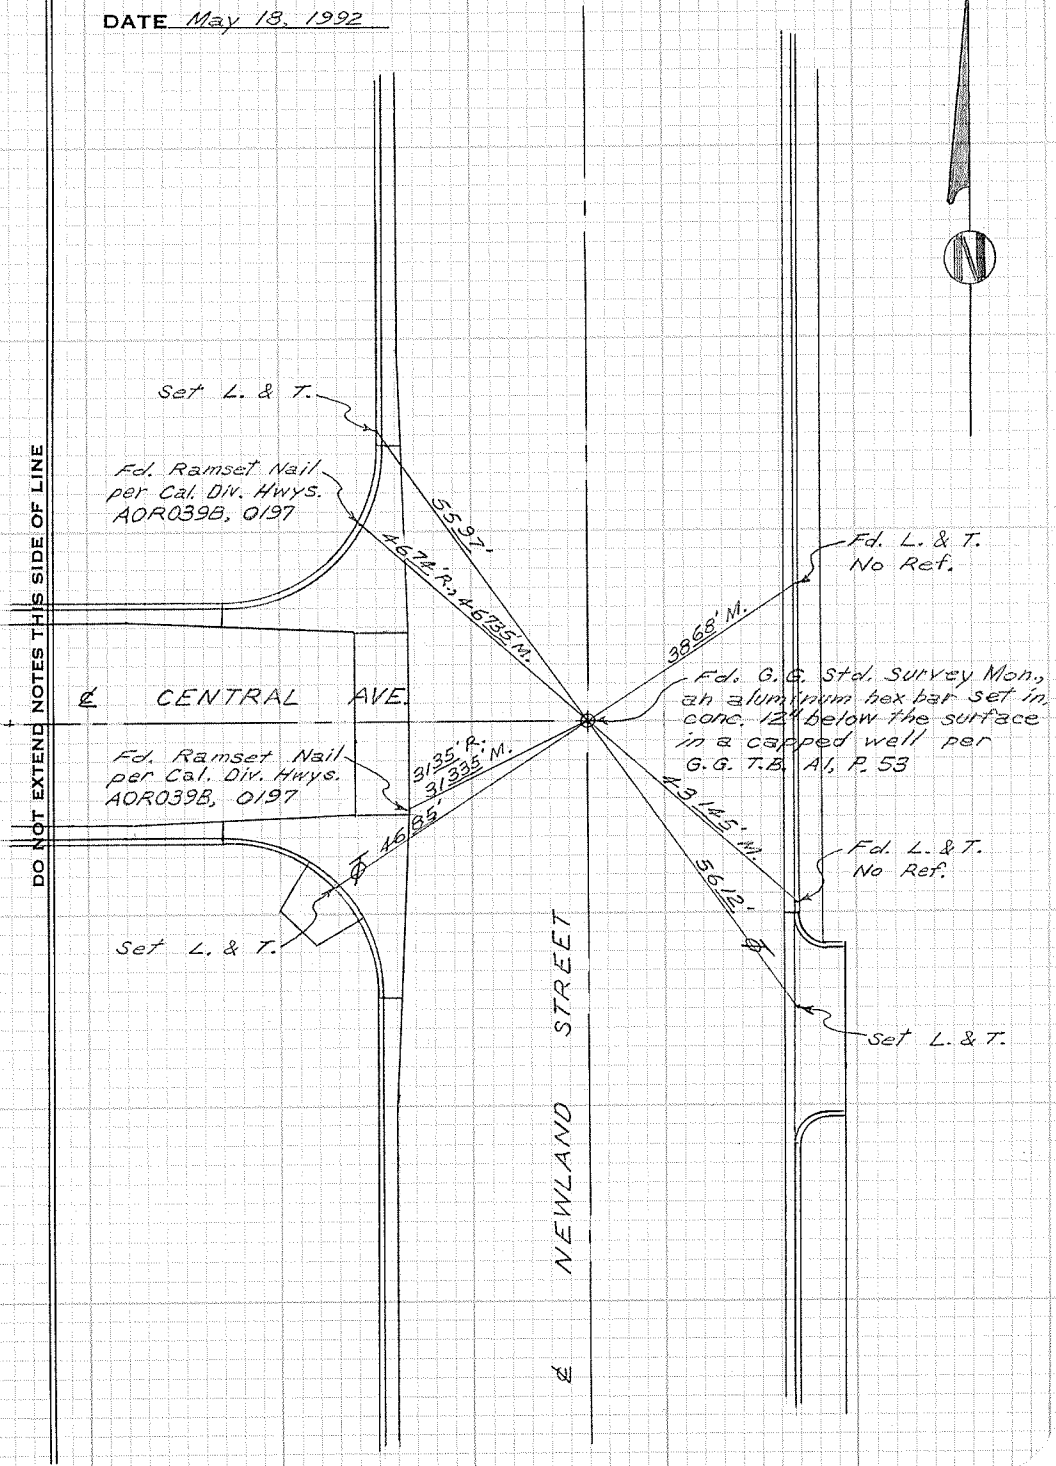 DATE May 18, 1992
N
DO NOT EXTEND NOTES THIS SIDE OF LINE
Set L. & T.
Fd. Ramset Nail
per Cal. Div. Hwys.
AOR039B, 0197
55.97'
46.74' R., 46.735' M.
Fd. L. & T.
No Ref.
38.68' M.
℄ CENTRAL AVE.
Fd. G.G. Std. Survey Mon.,
an aluminum hex bar set in
conc. 12" below the surface
in a capped well per
G.G. T.B. A1, P. 53
Fd. Ramset Nail
per Cal. Div. Hwys.
AOR039B, 0197
31.35' R.
31.335' M.
46.85'
43.145' M.
Fd. L. & T.
No Ref.
56.12'
Set L. & T.
Set L. & T.
℄ NEWLAND STREET